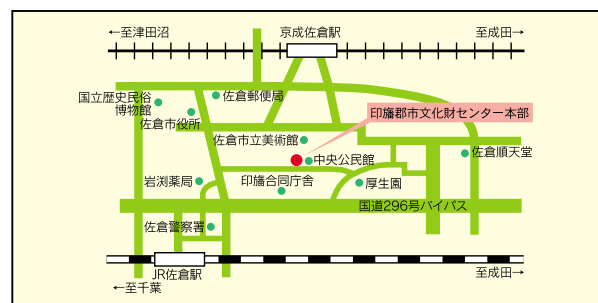 ←至津田沼
京成佐倉駅
至成田→
国立歴史民俗
博物館
佐倉郵便局
佐倉市役所
印旛郡市文化財センター本部
佐倉市立美術館
中央公民館
佐倉順天堂
岩渕薬局
印旛合同庁舎
厚生園
国道296号バイパス
佐倉警察署
JR佐倉駅
至成田→
←至千葉